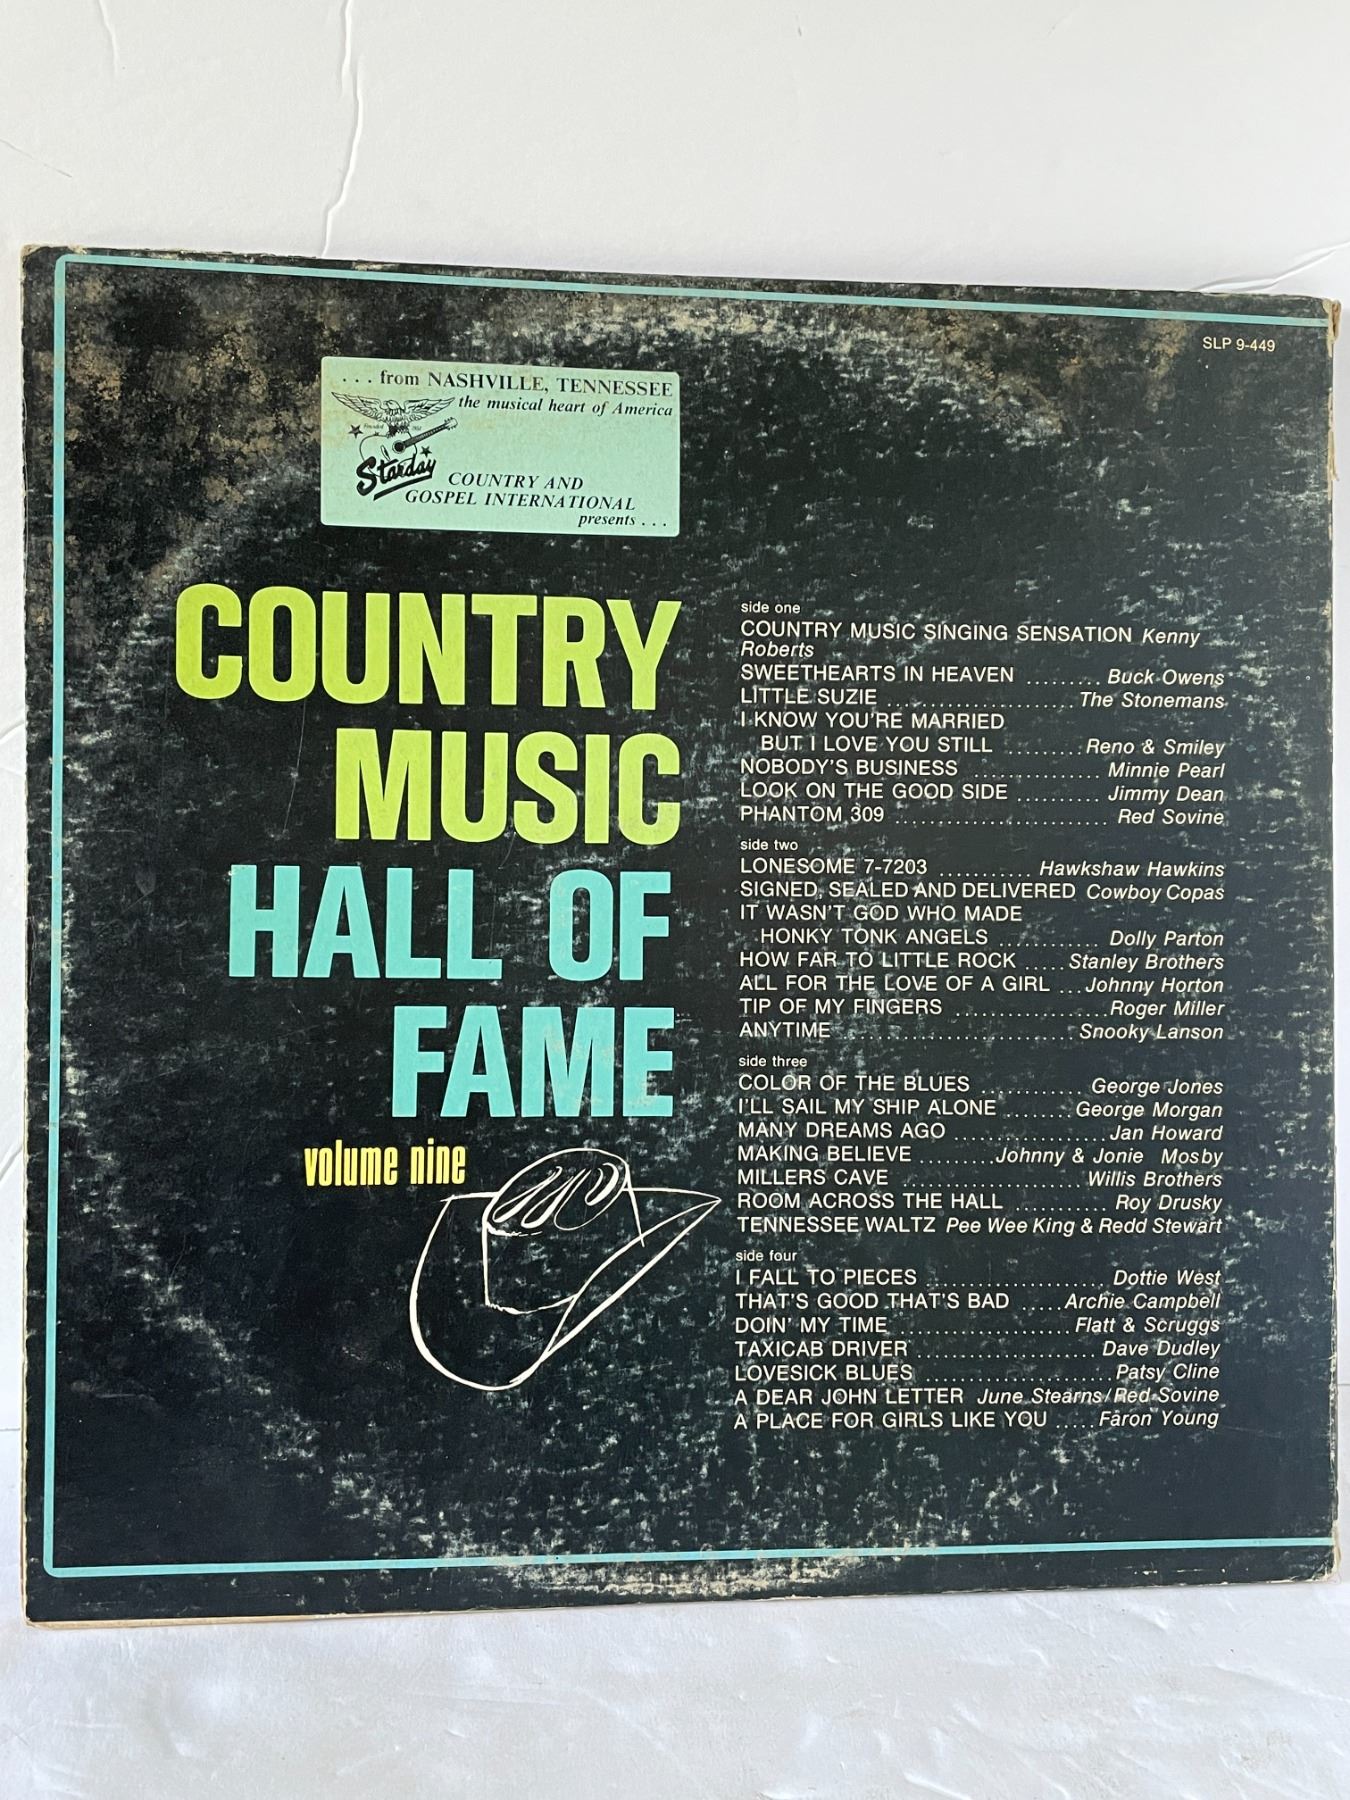 SLP 9-449
. . . from NASHVILLE, TENNESSEE
the musical heart of America
Starday
COUNTRY AND
GOSPEL INTERNATIONAL
presents . . .
COUNTRY
MUSIC
HALL OF
FAME
volume nine
side one
COUNTRY MUSIC SINGING SENSATION Kenny
Roberts
SWEETHEARTS IN HEAVEN ......... Buck Owens
LITTLE SUZIE ...................... The Stonemans
I KNOW YOU'RE MARRIED
BUT I LOVE YOU STILL .......... Reno & Smiley
NOBODY'S BUSINESS ............... Minnie Pearl
LOOK ON THE GOOD SIDE .......... Jimmy Dean
PHANTOM 309 ......................... Red Sovine
side two
LONESOME 7-7203 ........... Hawkshaw Hawkins
SIGNED, SEALED AND DELIVERED Cowboy Copas
IT WASN'T GOD WHO MADE
HONKY TONK ANGELS ............ Dolly Parton
HOW FAR TO LITTLE ROCK ..... Stanley Brothers
ALL FOR THE LOVE OF A GIRL ... Johnny Horton
TIP OF MY FINGERS .................. Roger Miller
ANYTIME ............................ Snooky Lanson
side three
COLOR OF THE BLUES ............. George Jones
I'LL SAIL MY SHIP ALONE ........ George Morgan
MANY DREAMS AGO .................. Jan Howard
MAKING BELIEVE ......... Johnny & Jonie Mosby
MILLERS CAVE ...................... Willis Brothers
ROOM ACROSS THE HALL ........... Roy Drusky
TENNESSEE WALTZ Pee Wee King & Redd Stewart
side four
I FALL TO PIECES ..................... Dottie West
THAT'S GOOD THAT'S BAD ..... Archie Campbell
DOIN' MY TIME ..................... Flatt & Scruggs
TAXICAB DRIVER ..................... Dave Dudley
LOVESICK BLUES ...................... Patsy Cline
A DEAR JOHN LETTER June Stearns/Red Sovine
A PLACE FOR GIRLS LIKE YOU ..... Faron Young